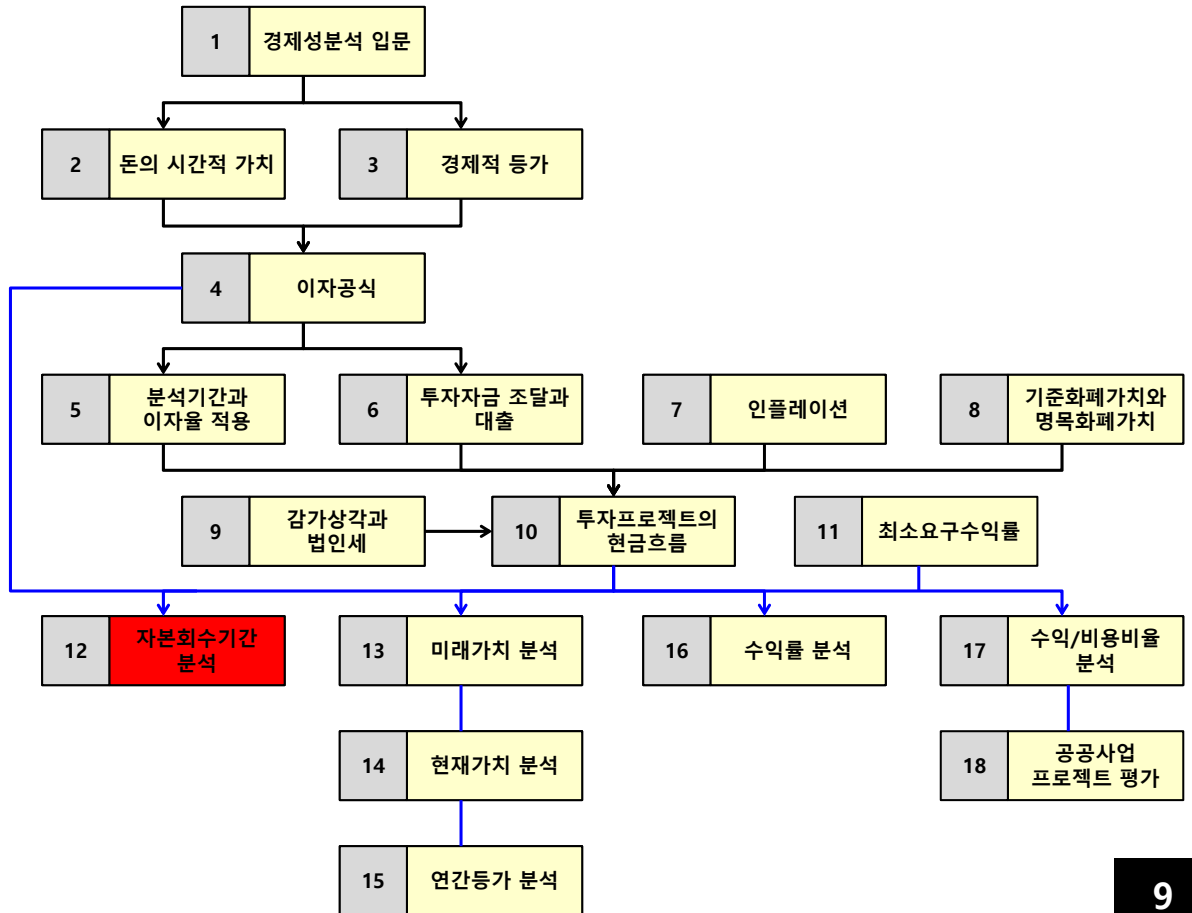 1
경제성분석 입문
2
돈의 시간적 가치
3
경제적 등가
4
이자공식
5
분석기간과
이자율 적용
6
투자자금 조달과
대출
7
인플레이션
8
기준화폐가치와
명목화폐가치
9
감가상각과
법인세
10
투자프로젝트의
현금흐름
11
최소요구수익률
12
자본회수기간
분석
13
미래가치 분석
16
수익률 분석
17
수익/비용비율
분석
14
현재가치 분석
18
공공사업
프로젝트 평가
15
연간등가 분석
9